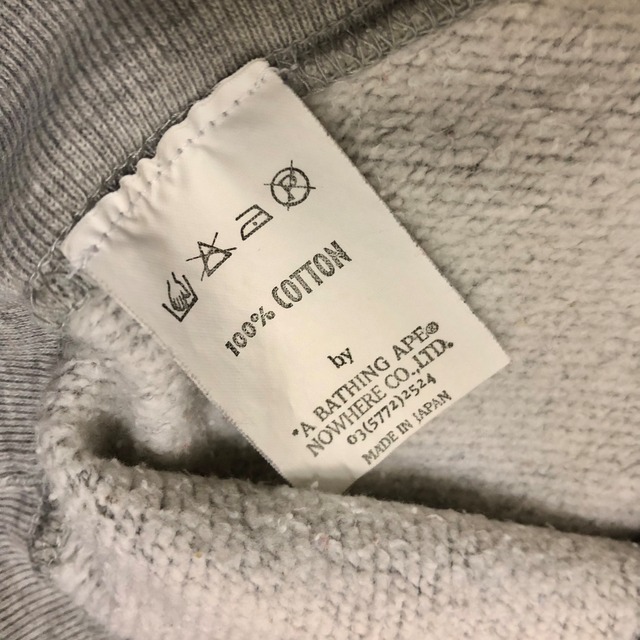 100% COTTON
by
"A BATHING APE®
NOWHERE CO.,LTD.
03(5772)2524
MADE IN JAPAN